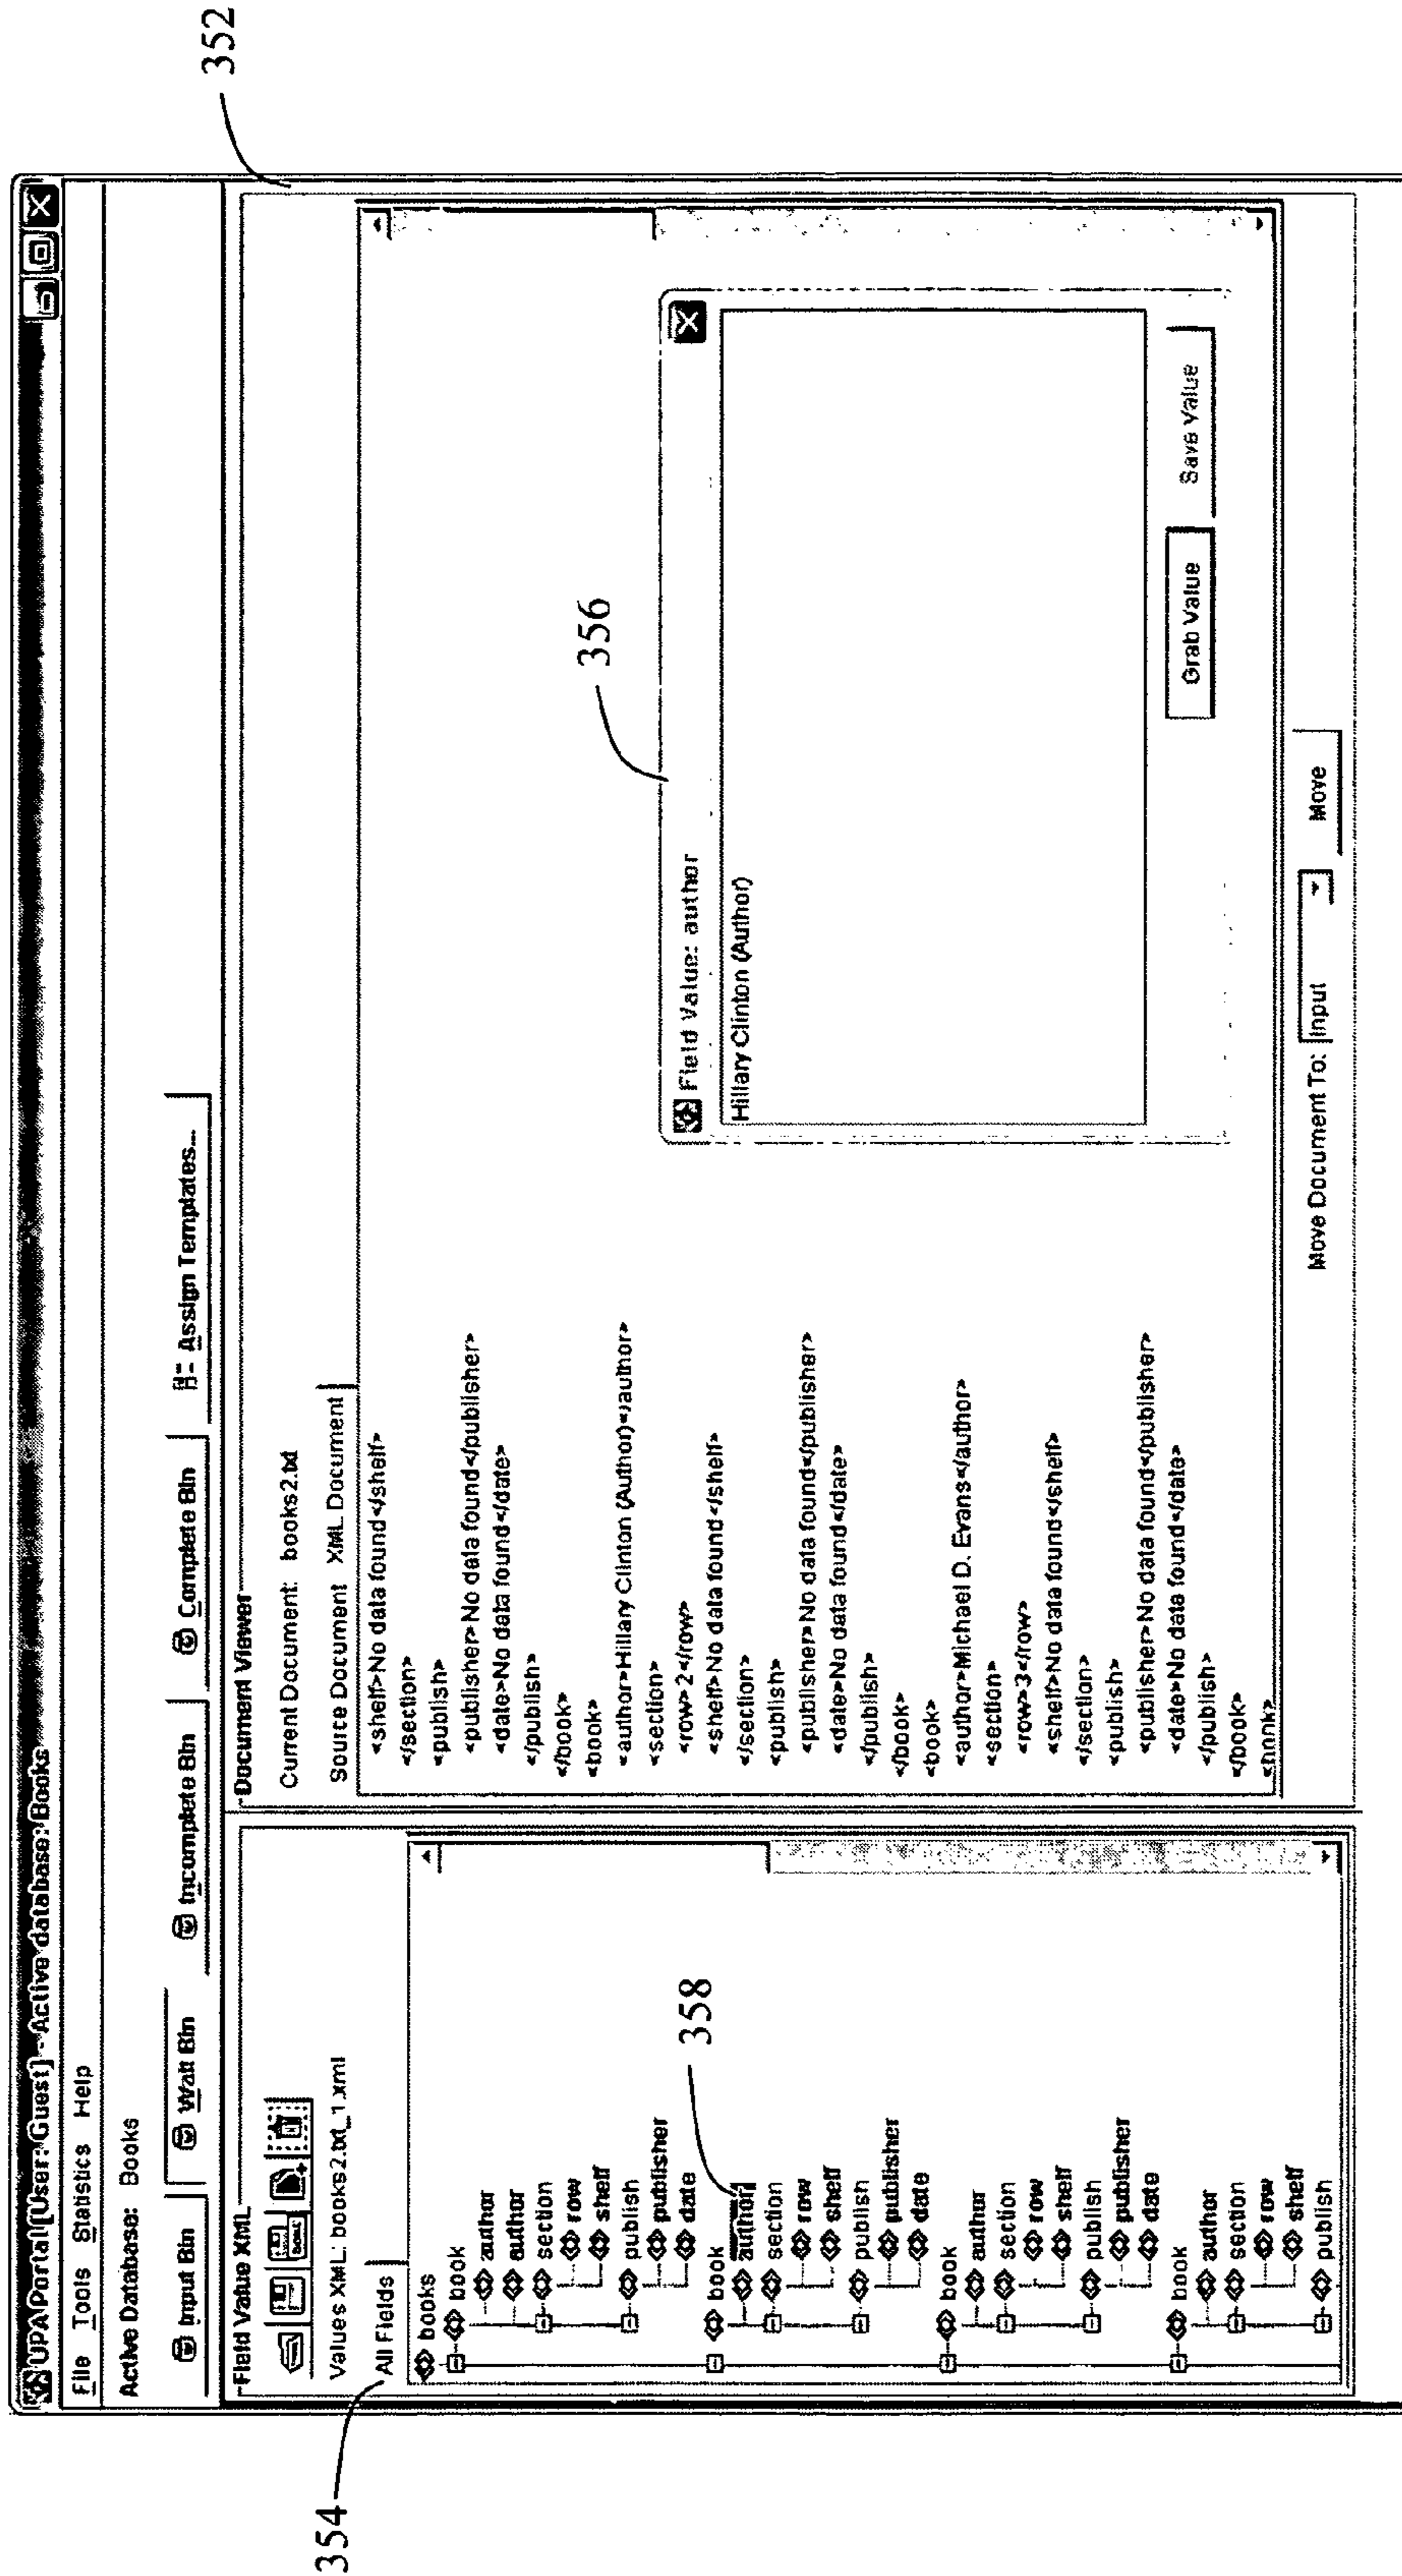 352
UPA Portal [User: Guest] - Active database: Books
File Tools Statistics Help
Active Database: Books
Input Bin Wait Bin Incomplete Bin Complete Bin Assign Templates...
Field Value XML
Values XML: books2.txt_1.xml
354
All Fields
books
book
author
author
section
row
shelf
publish
publisher
date
book
author
358
section
row
shelf
publish
publisher
date
book
author
section
row
shelf
publish
publisher
date
book
author
section
row
shelf
publish
Document Viewer
Current Document: books2.txt
Source Document XML Document
<shelf>No data found</shelf>
</section>
<publish>
<publisher>No data found</publisher>
<date>No data found</date>
</publish>
</book>
<book>
<author>Hillary Clinton (Author)</author>
<section>
<row>2</row>
<shelf>No data found</shelf>
</section>
<publish>
<publisher>No data found</publisher>
<date>No data found</date>
</publish>
</book>
<book>
<author>Michael D. Evans</author>
<section>
<row>3</row>
<shelf>No data found</shelf>
</section>
<publish>
<publisher>No data found</publisher>
<date>No data found</date>
</publish>
</book>
<book>
356
Field Value: author
Hillary Clinton (Author)
Grab Value Save Value
Move Document To: Input Move